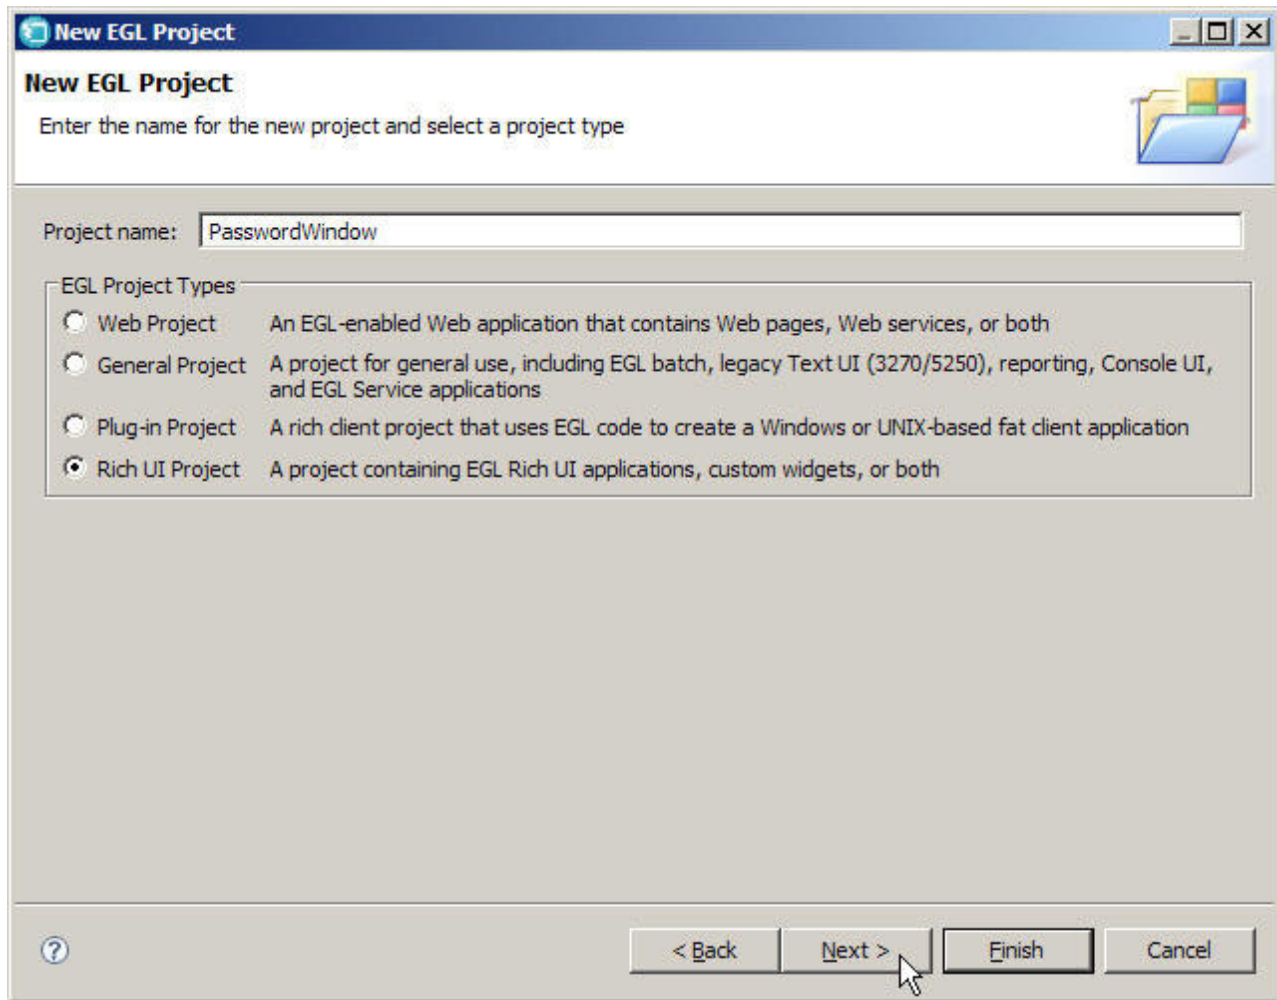 New EGL Project
New EGL Project
Enter the name for the new project and select a project type
Project name: PasswordWindow
EGL Project Types
Web Project An EGL-enabled Web application that contains Web pages, Web services, or both
General Project A project for general use, including EGL batch, legacy Text UI (3270/5250), reporting, Console UI,
and EGL Service applications
Plug-in Project A rich client project that uses EGL code to create a Windows or UNIX-based fat client application
Rich UI Project A project containing EGL Rich UI applications, custom widgets, or both
? < Back Next > Finish Cancel